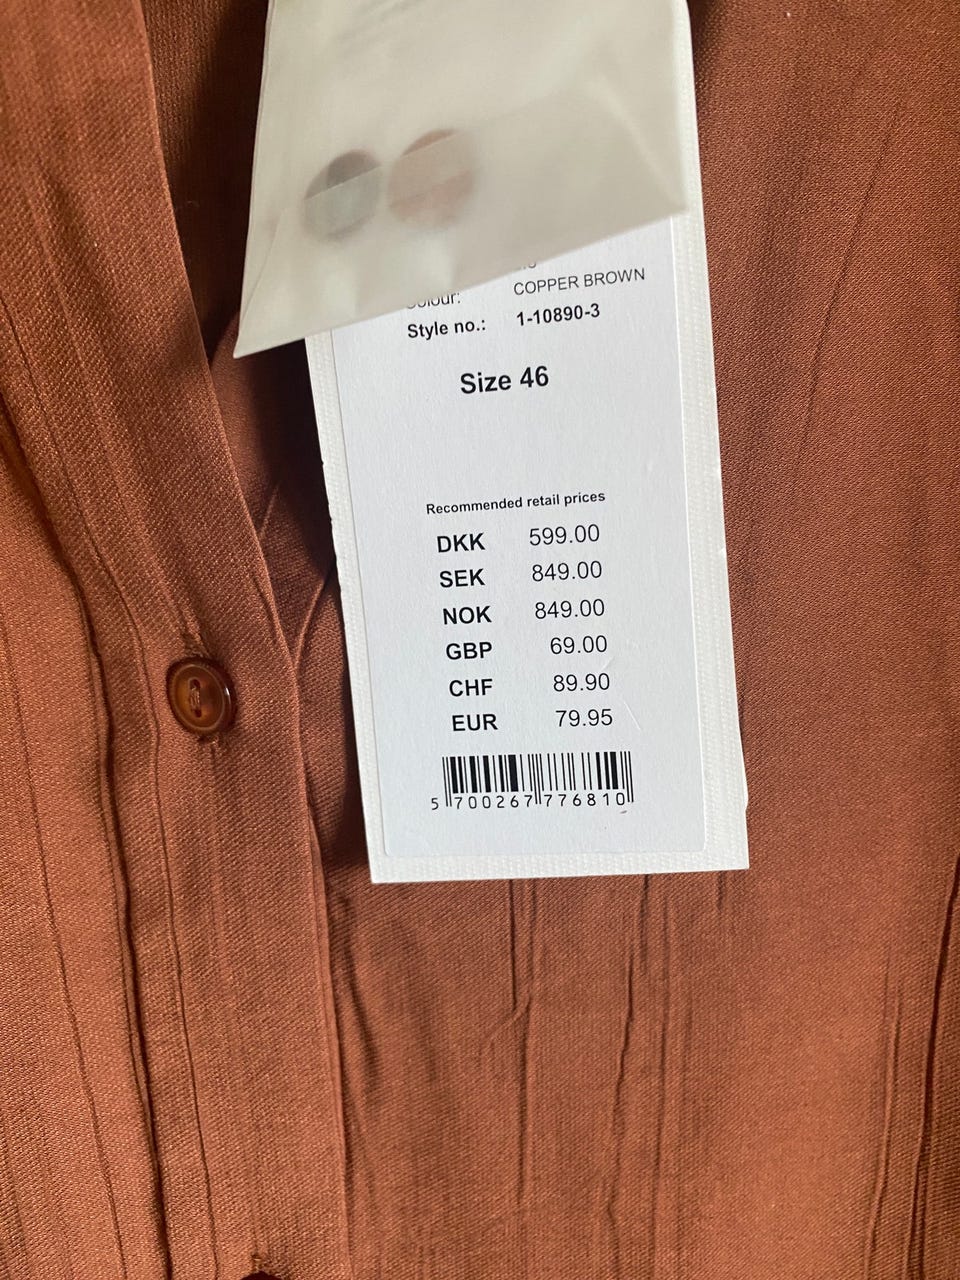 COPPER BROWN
Style no.: 1-10890-3
Size 46
Recommended retail prices
DKK 599.00
SEK 849.00
NOK 849.00
GBP 69.00
CHF 89.90
EUR 79.95
5 700267 776810